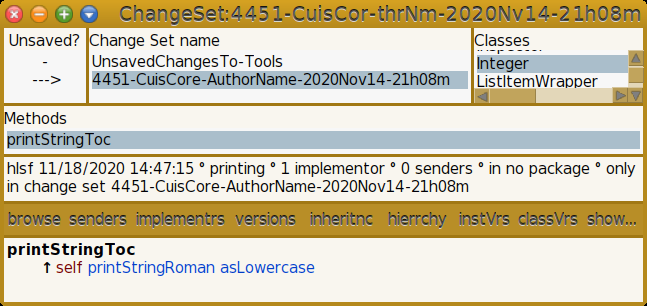 ChangeSet:4451-CuisCor-thrNm-2020Nv14-21h08m
Unsaved?
Change Set name
Classes
-
UnsavedChangesTo-Tools
Inspector
--->
4451-CuisCore-AuthorName-2020Nov14-21h08m
Integer
ListItemWrapper
Methods
printStringToc
hlsf 11/18/2020 14:47:15 ° printing ° 1 implementor ° 0 senders ° in no package ° only
in change set 4451-CuisCore-AuthorName-2020Nov14-21h08m
browse senders implementrs versions inheritnc hierrchy instVrs classVrs show...
printStringToc
↑ self printStringRoman asLowercase